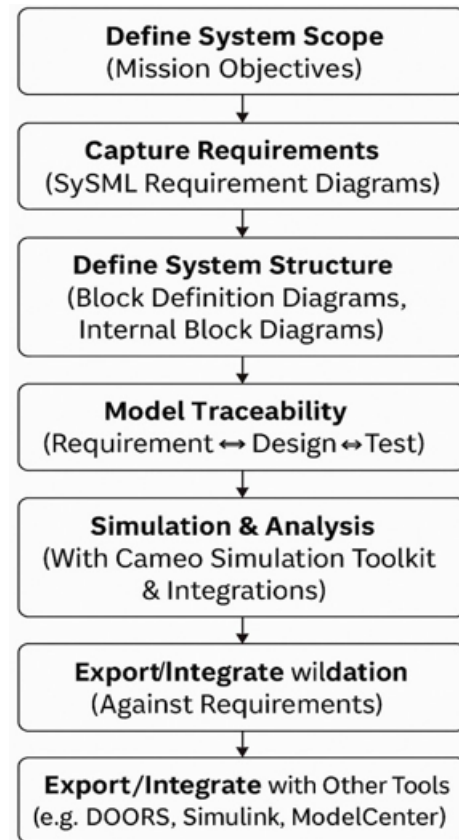 Define System Scope
(Mission Objectives)
Capture Requirements
(SySML Requirement Diagrams)
Define System Structure
(Block Definition Diagrams,
Internal Block Diagrams)
Model Traceability
(Requirement ↔ Design ↔ Test)
Simulation & Analysis
(With Cameo Simulation Toolkit
& Integrations)
Export/Integrate wildation
(Against Requirements)
Export/Integrate with Other Tools
(e.g. DOORS, Simulink, ModelCenter)